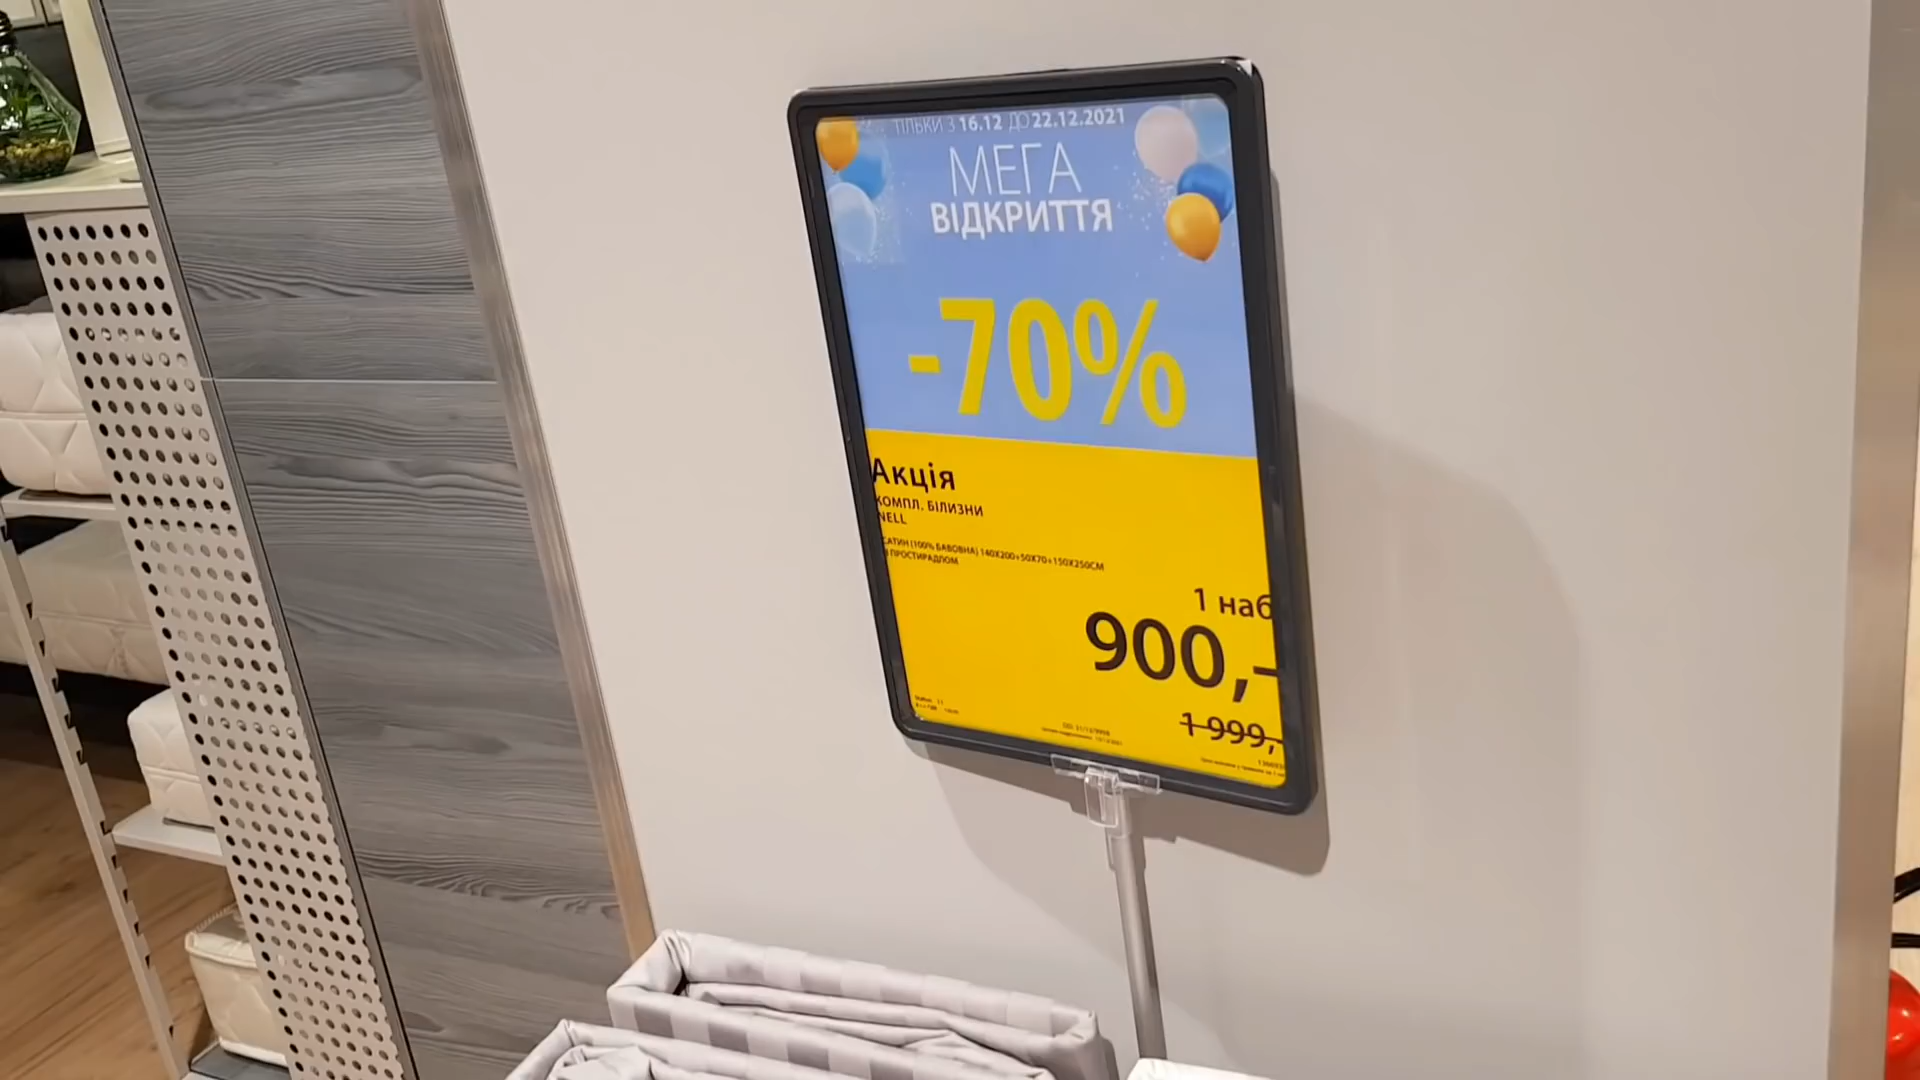 ТІЛЬКИ З 16.12 ДО 22.12.2021
МЕГА
ВІДКРИТТЯ
-70%
Акція
КОМПЛ. БІЛИЗНИ
NELL
САТИН (100% БАВОВНА) 140X200+50X70+150X250СМ
ПРОСТИРАДЛОМ
1 наб
900,-
1 999,-